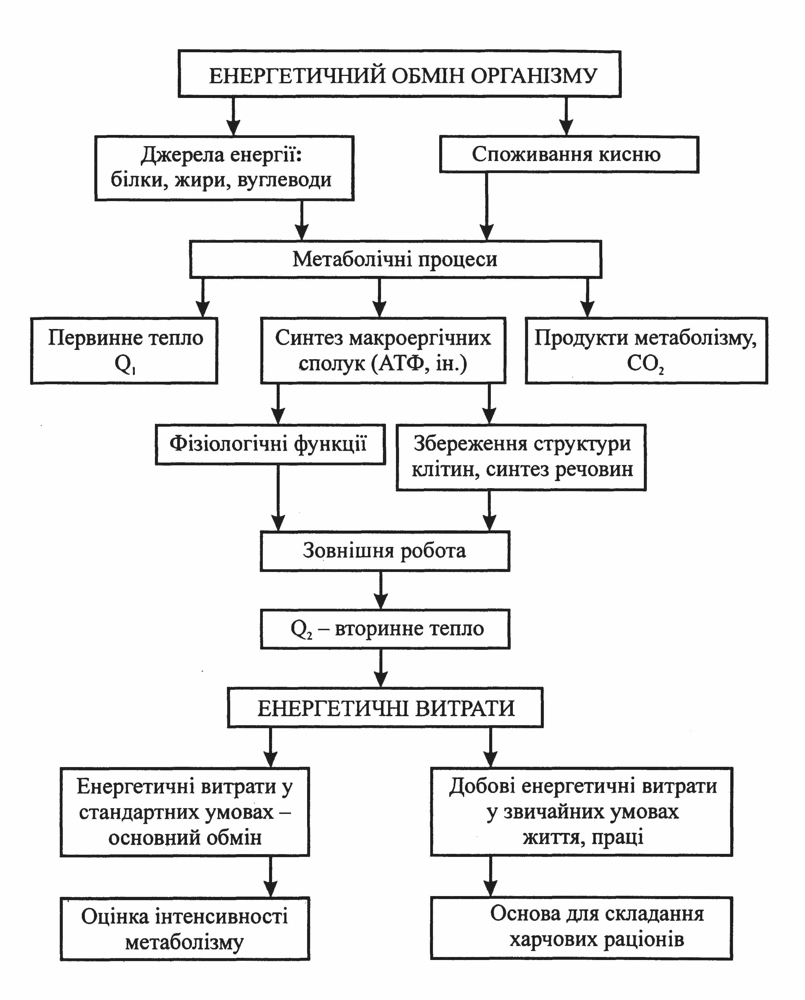 ЕНЕРГЕТИЧНИЙ ОБМІН ОРГАНІЗМУ
Джерела енергії:
білки, жири, вуглеводи
Споживання кисню
Метаболічні процеси
Первинне тепло
Q₁
Синтез макроергічних
сполук (АТФ, ін.)
Продукти метаболізму,
CO₂
Фізіологічні функції
Збереження структури
клітин, синтез речовин
Зовнішня робота
Q₂ – вторинне тепло
ЕНЕРГЕТИЧНІ ВИТРАТИ
Енергетичні витрати у
стандартних умовах –
основний обмін
Добові енергетичні витрати
у звичайних умовах
життя, праці
Оцінка інтенсивності
метаболізму
Основа для складання
харчових раціонів